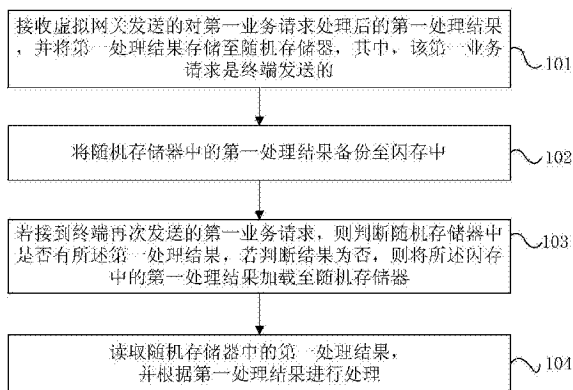 接收虚拟网关发送的对第一业务请求处理后的第一处理结果
，并将第一处理结果存储至随机存储器，其中，该第一业务
请求是终端发送的
101
将随机存储器中的第一处理结果备份至闪存中
102
若接到终端再次发送的第一业务请求，则判断随机存储器中
是否有所述第一处理结果，若判断结果为否，则将所述闪存
中的第一处理结果加载至随机存储器
103
读取随机存储器中的第一处理结果，
并根据第一处理结果进行处理
104